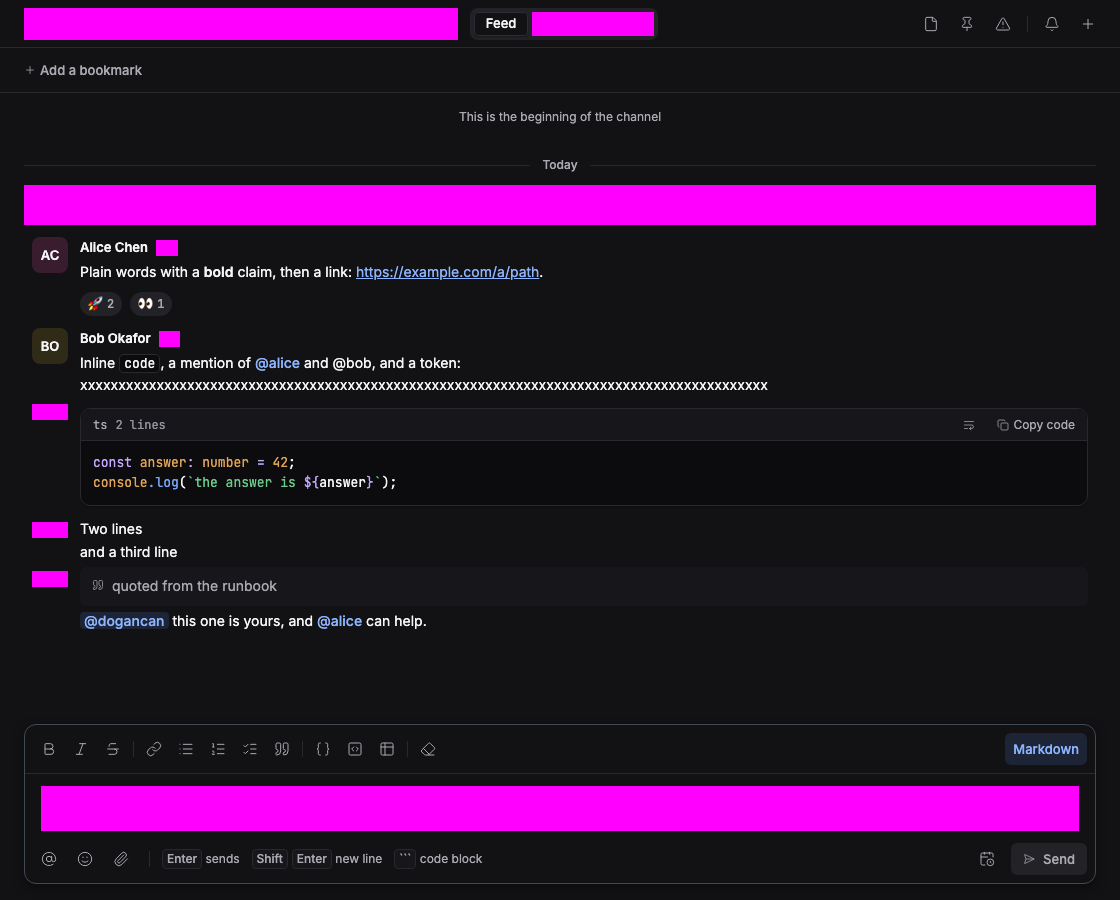 Feed
Add a bookmark
This is the beginning of the channel
Today
AC
Alice Chen
Plain words with a bold claim, then a link: https://example.com/a/path.
🚀 2 👀 1
BO
Bob Okafor
Inline code, a mention of @alice and @bob, and a token:
ts 2 lines
Copy code
const answer: number = 42;
console.log(`the answer is ${answer}`);
Two lines
and a third line
quoted from the runbook
@dogancan this one is yours, and @alice can help.
Markdown
Enter sends Shift Enter new line ``` code block
Send